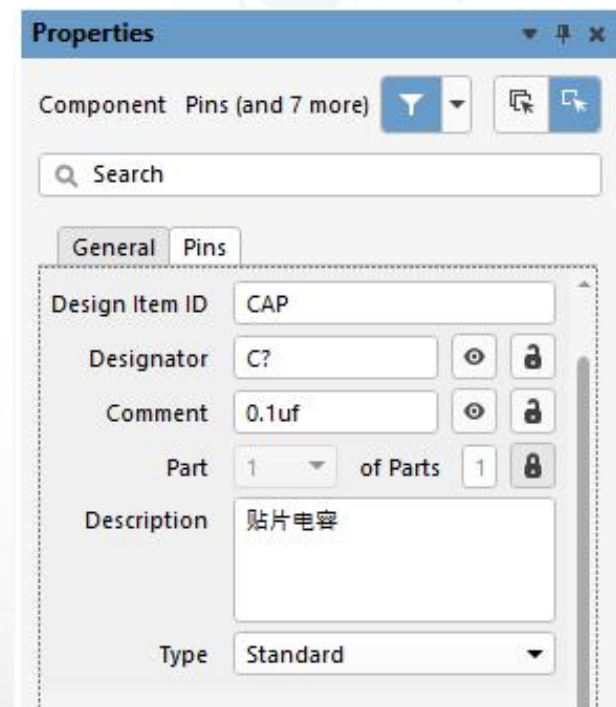 Properties
Component Pins (and 7 more)
Search
General Pins
Design Item ID CAP
Designator C?
Comment 0.1uf
Part 1 of Parts 1
Description 贴片电容
Type Standard